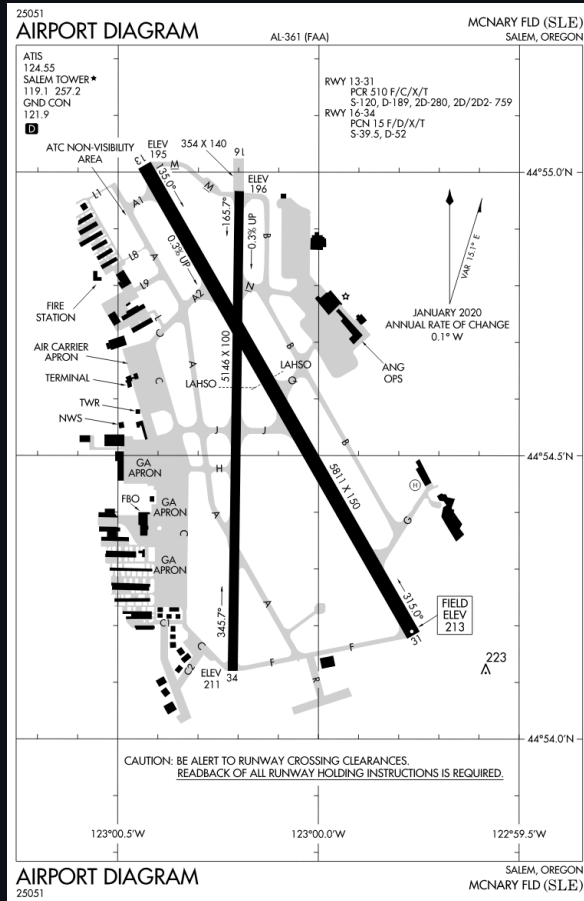 25051
AIRPORT DIAGRAM
AL-361 (FAA)
MCNARY FLD (SLE)
SALEM, OREGON
ATIS
124.55
SALEM TOWER★
119.1 257.2
GND CON
121.9
D
RWY 13-31
PCR 510 F/C/X/T
S-120, D-189, 2D-280, 2D/2D2- 759
RWY 16-34
PCN 15 F/D/X/T
S-39.5, D-52
ATC NON-VISIBILITY
AREA
ELEV
195
354 X 140
16
ELEV
196
44°55.0'N
13
135.0°
M
M
L1
A1
165.7°
0.3% UP
0.3% UP
B
VAR 15.1° E
L8
A
L9
A2
Z
JANUARY 2020
ANNUAL RATE OF CHANGE
0.1° W
FIRE
STATION
L
C
AIR CARRIER
APRON
TERMINAL
C
A
5146 X 100
B
LAHSO
LAHSO
G
ANG
OPS
TWR
NWS
J
J
B
44°54.5'N
GA
APRON
H
5811 X 150
H
FBO
GA
APRON
A
G
C
GA
APRON
345.7°
A
315.0°
31
FIELD
ELEV
213
C
C
C2
ELEV
211
34
F
F
R
223
44°54.0'N
CAUTION: BE ALERT TO RUNWAY CROSSING CLEARANCES.
READBACK OF ALL RUNWAY HOLDING INSTRUCTIONS IS REQUIRED.
123°00.5'W
123°00.0'W
122°59.5'W
AIRPORT DIAGRAM
25051
SALEM, OREGON
MCNARY FLD (SLE)